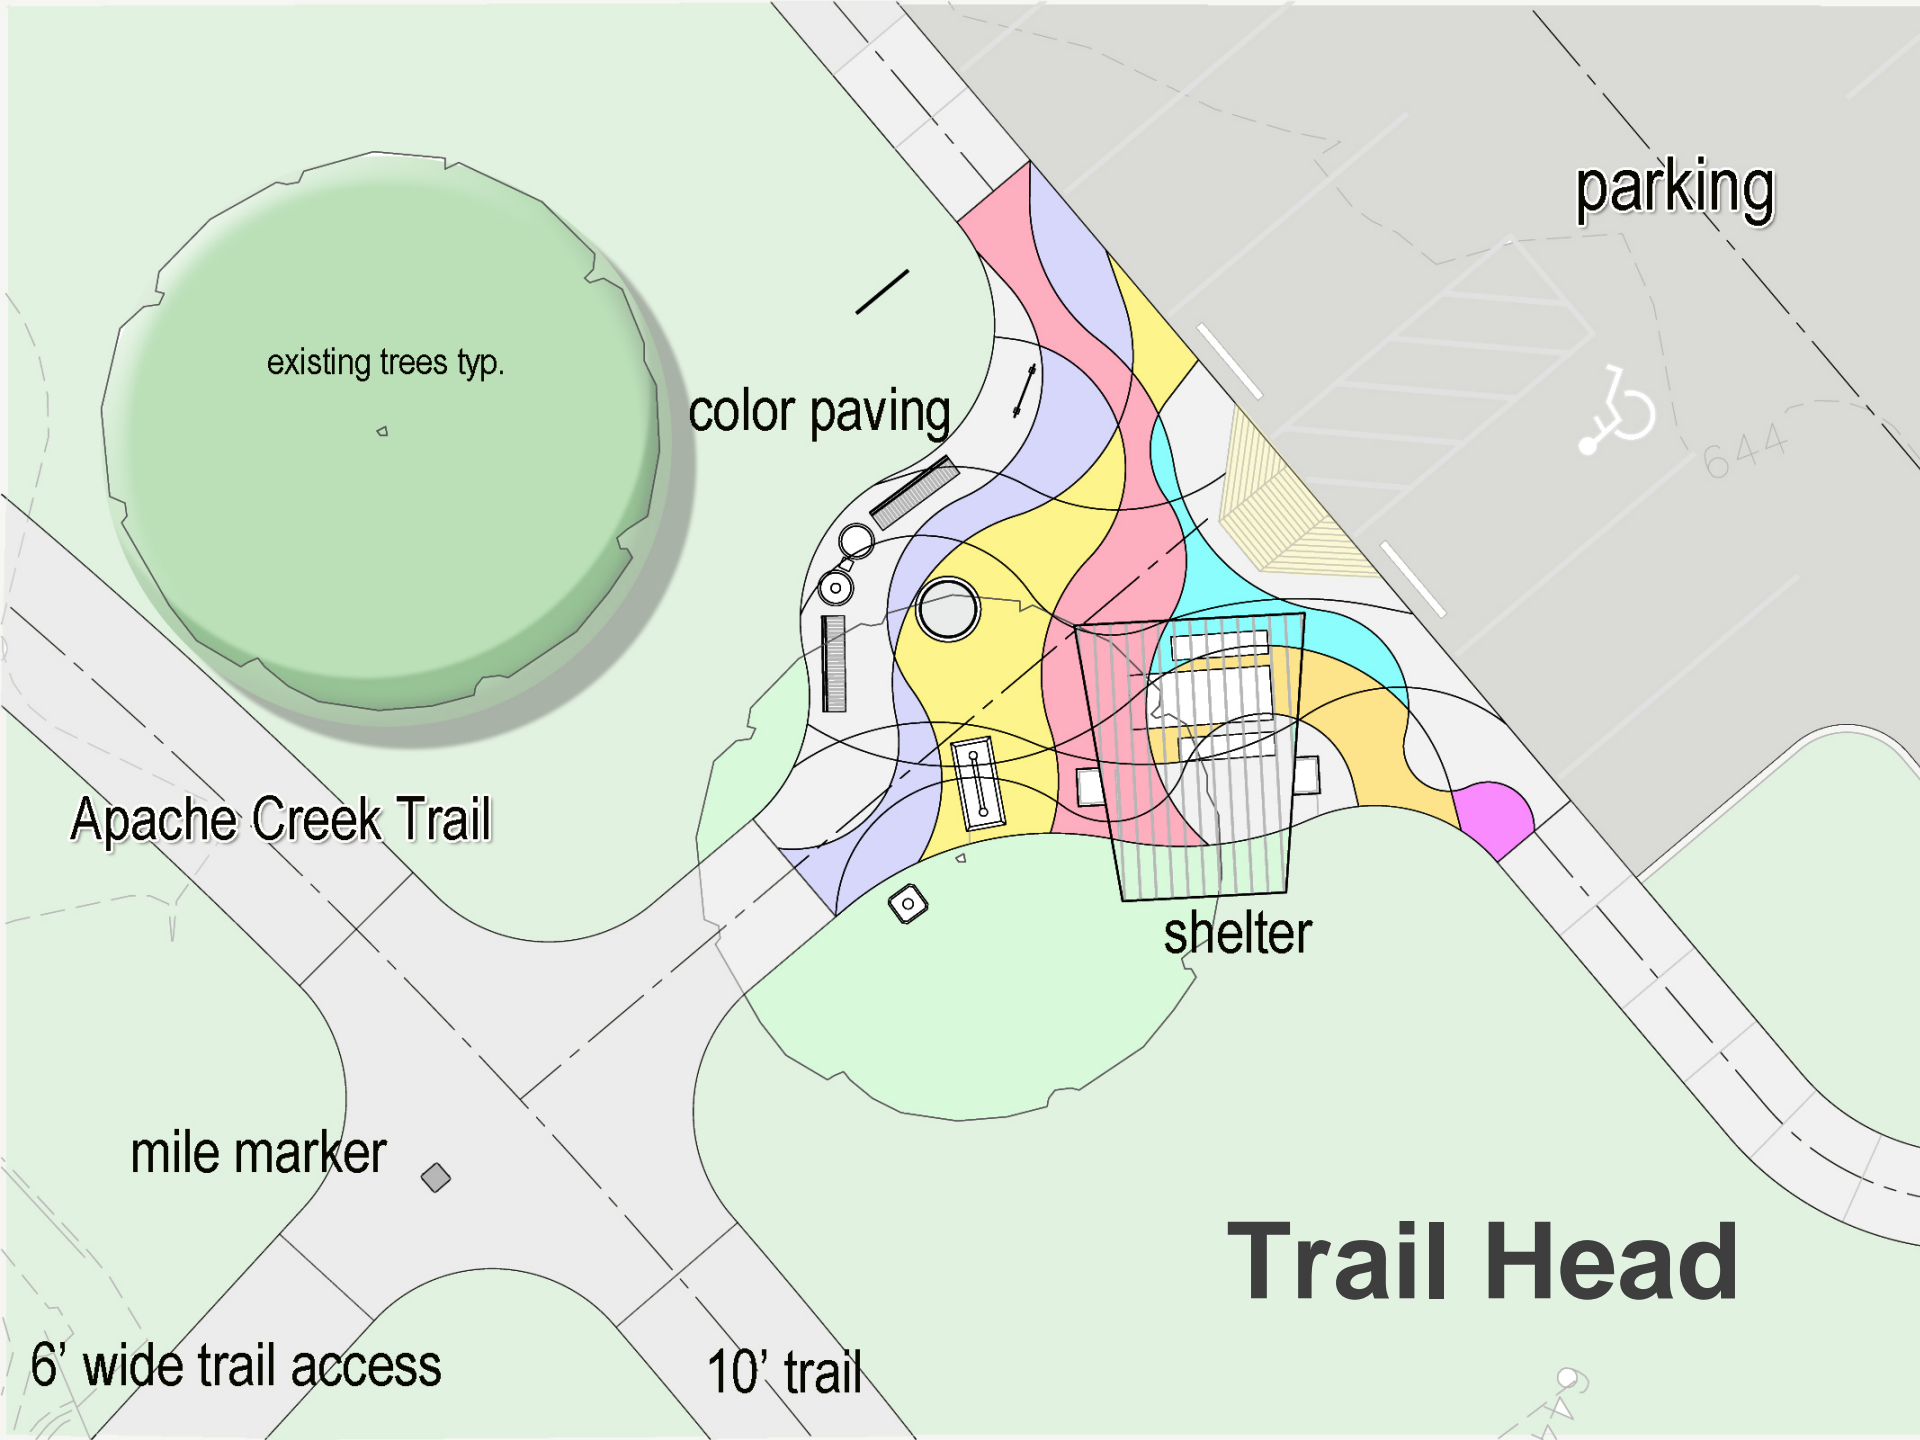 parking
existing trees typ.
color paving
644
Apache Creek Trail
shelter
mile marker
Trail Head
6’ wide trail access
10’ trail